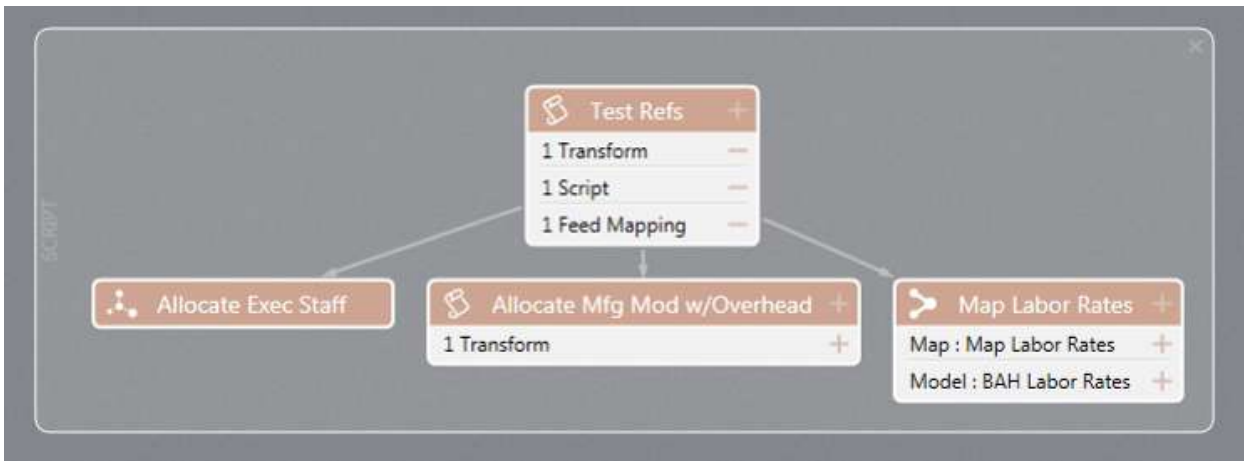 Test Refs
1 Transform
1 Script
1 Feed Mapping
SCRIPT
Allocate Exec Staff
Allocate Mfg Mod w/Overhead
1 Transform
Map Labor Rates
Map : Map Labor Rates
Model : BAH Labor Rates